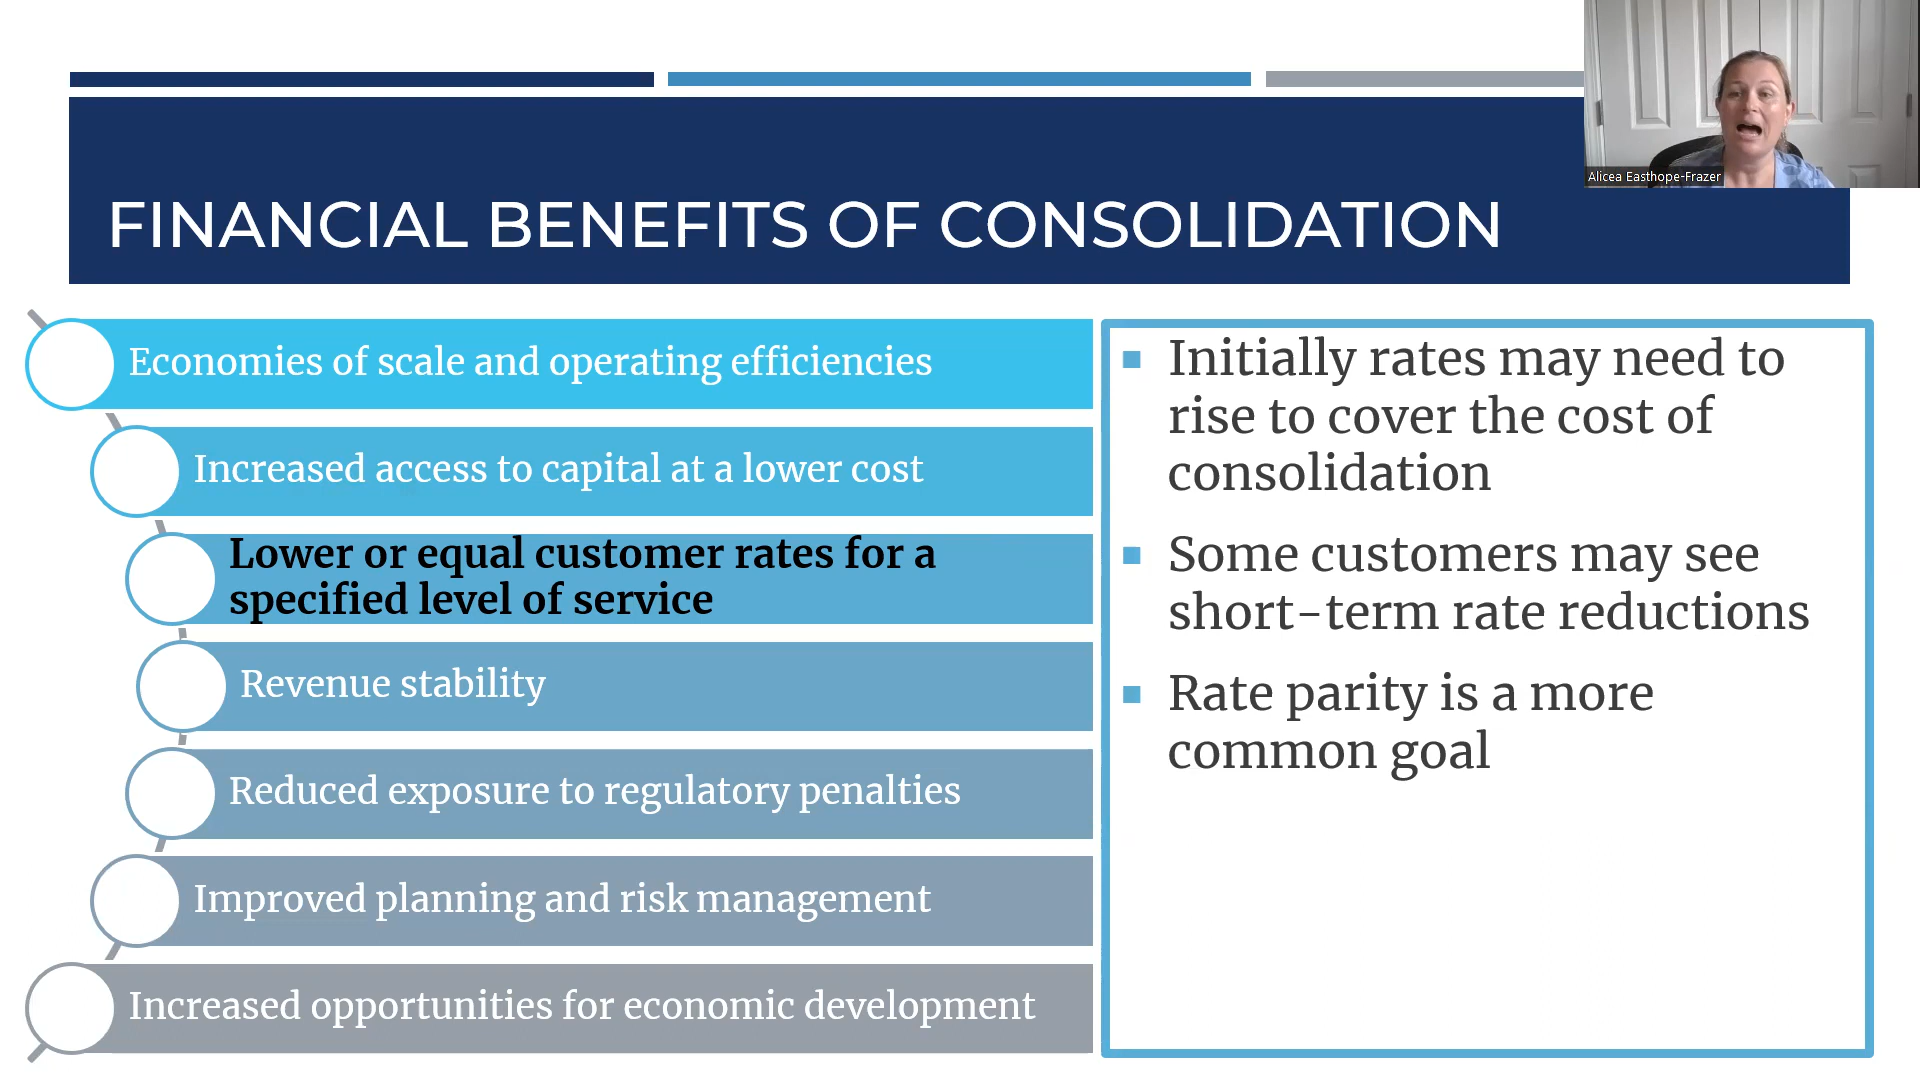 Alicea Easthope-Frazer
FINANCIAL BENEFITS OF CONSOLIDATION
Economies of scale and operating efficiencies
Increased access to capital at a lower cost
Lower or equal customer rates for a
specified level of service
Revenue stability
Reduced exposure to regulatory penalties
Improved planning and risk management
Increased opportunities for economic development
Initially rates may need to
rise to cover the cost of
consolidation
Some customers may see
short-term rate reductions
Rate parity is a more
common goal